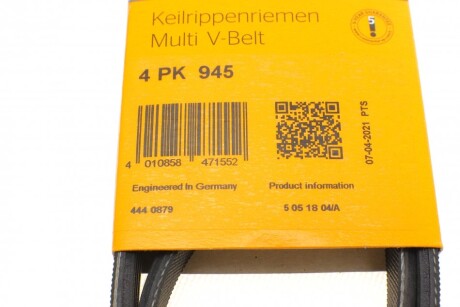 Keilrippenriemen
Multi V-Belt
4 PK 945
4 010858 471552
07-04-2021 PTS
Engineered In Germany
Product information
444 0879
5 05 18 04/A
5